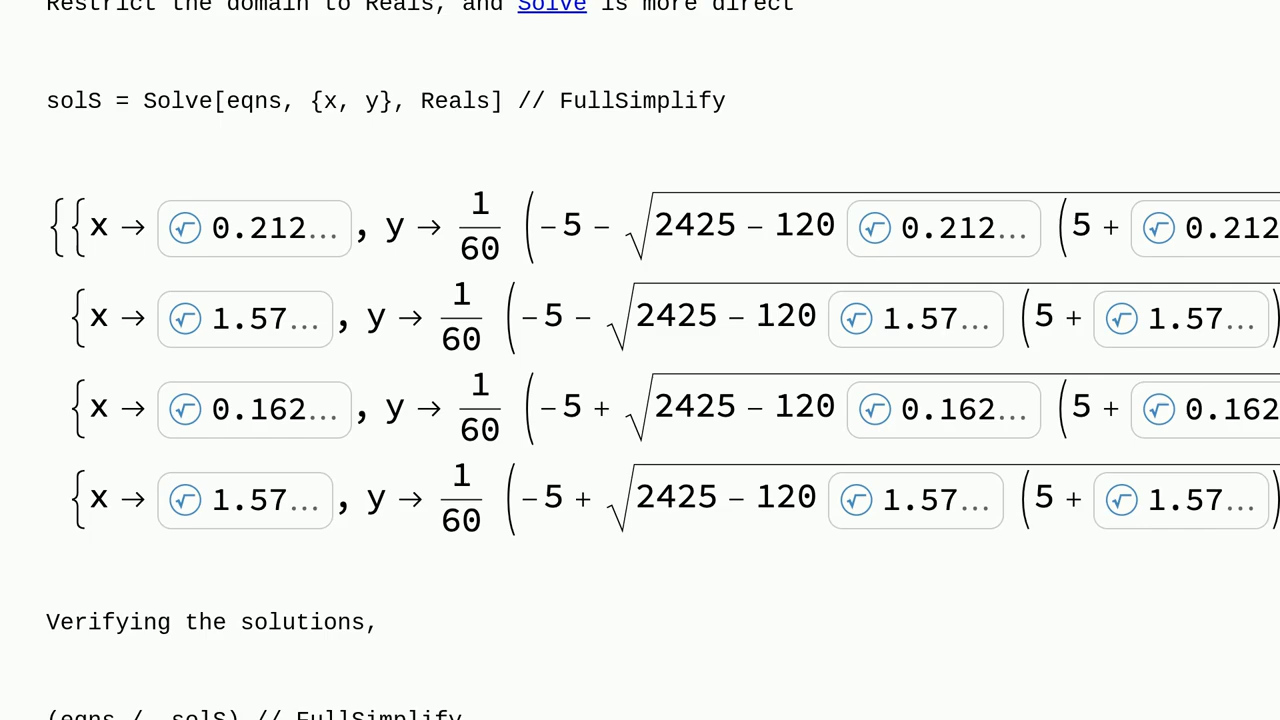 Restrict the domain to Reals, and Solve is more direct
solS = Solve[eqns, {x, y}, Reals] // FullSimplify
{{x → √ 0.212..., y → 1/60 (-5 - √2425 - 120 √ 0.212... (5 + √ 0.212
{x → √ 1.57..., y → 1/60 (-5 - √2425 - 120 √ 1.57... (5 + √ 1.57...)
{x → √ 0.162..., y → 1/60 (-5 + √2425 - 120 √ 0.162... (5 + √ 0.162
{x → √ 1.57..., y → 1/60 (-5 + √2425 - 120 √ 1.57... (5 + √ 1.57...)
Verifying the solutions,
(eqns /. solS) // FullSimplify